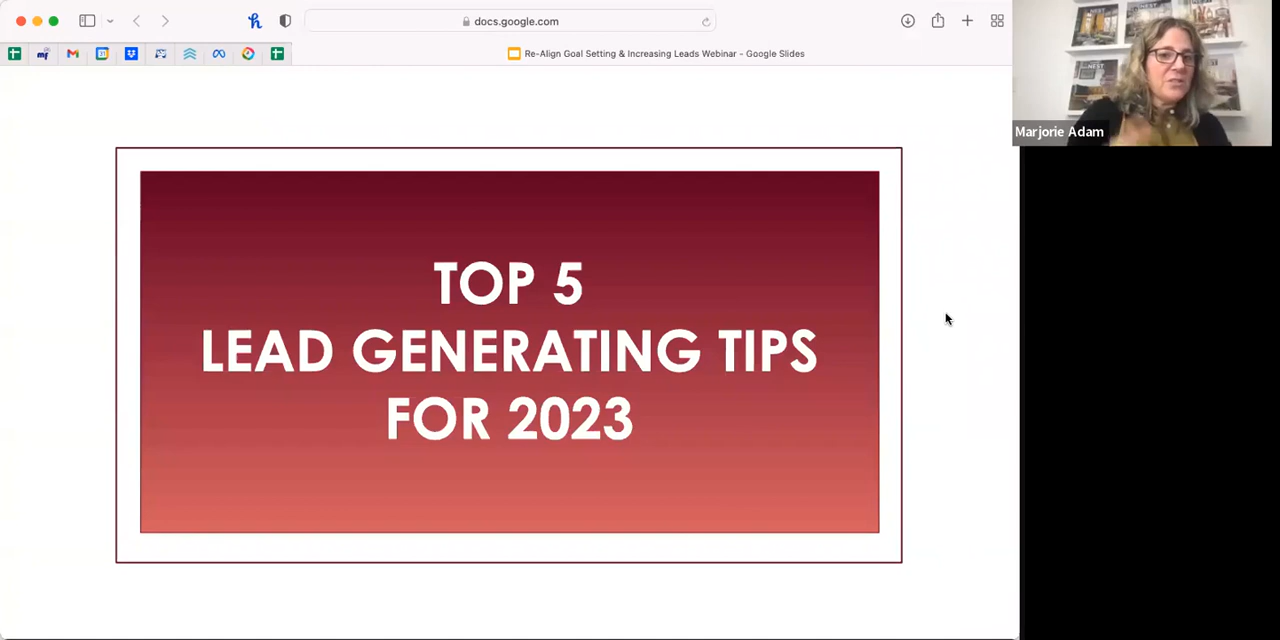 docs.google.com
Re-Align Goal Setting & Increasing Leads Webinar - Google Slides
Marjorie Adam
TOP 5
LEAD GENERATING TIPS
FOR 2023